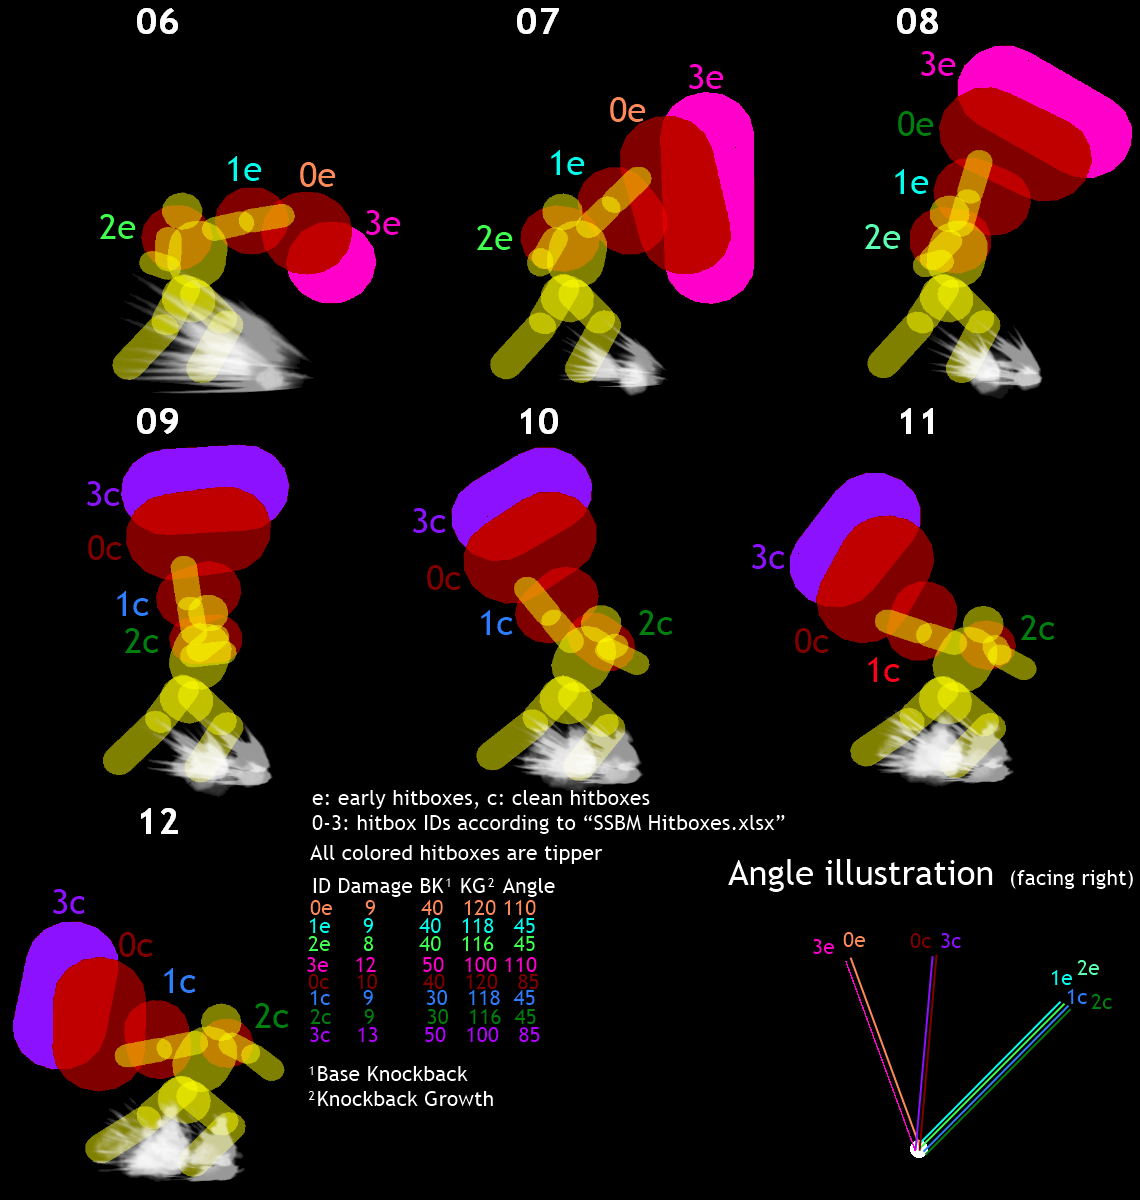 06
07
08
3e
0e
3e
0e
1e
0e
3e
2e
1e
2e
1e
2e
09
10
11
3c
0c
1c
2c
3c
0c
1c
2c
3c
0c
1c
2c
e: early hitboxes, c: clean hitboxes
0-3: hitbox IDs according to “SSBM Hitboxes.xlsx”
All colored hitboxes are tipper
12
3c
0c
1c
2c
ID Damage BK¹ KG² Angle
0e 9 40 120 110
1e 9 40 118 45
2e 8 40 116 45
3e 12 50 100 110
0c 10 40 120 85
1c 9 30 118 45
2c 9 30 116 45
3c 13 50 100 85
¹Base Knockback
²Knockback Growth
Angle illustration (facing right)
3e 0e 0c 3c
1e 2e
1c 2c